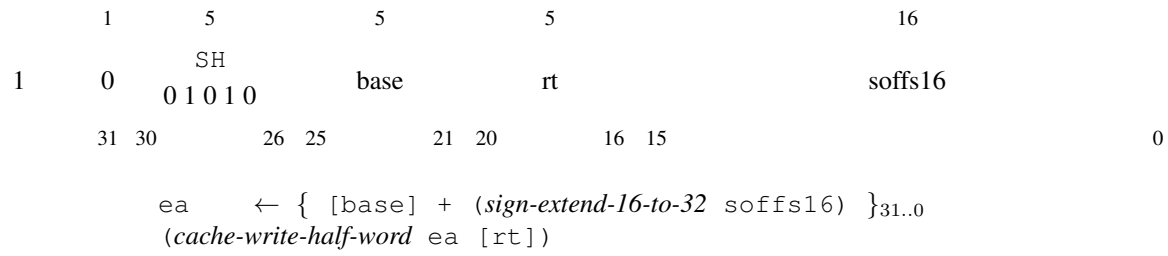 1 5 5 5 16
SH
1 0 0 1 0 1 0 base rt soffs16
31 30 26 25 21 20 16 15 0
ea ← { [base] + (sign-extend-16-to-32 soffs16) }31..0
(cache-write-half-word ea [rt])